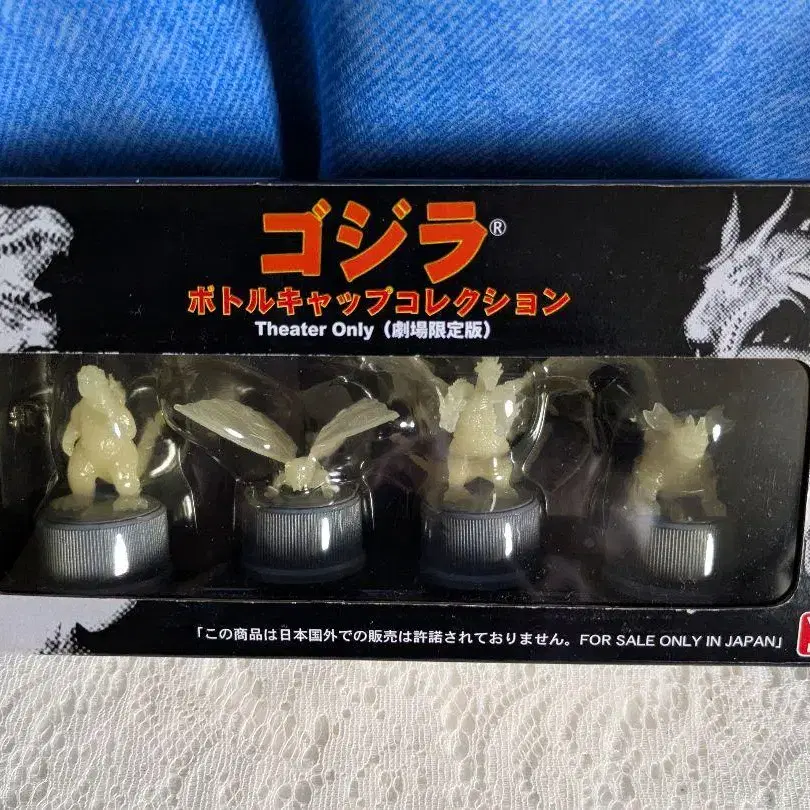 ゴジラ®
ボトルキャップコレクション
Theater Only（劇場限定版）
「この商品は日本国外での販売は許諾されておりません。FOR SALE ONLY IN JAPAN」